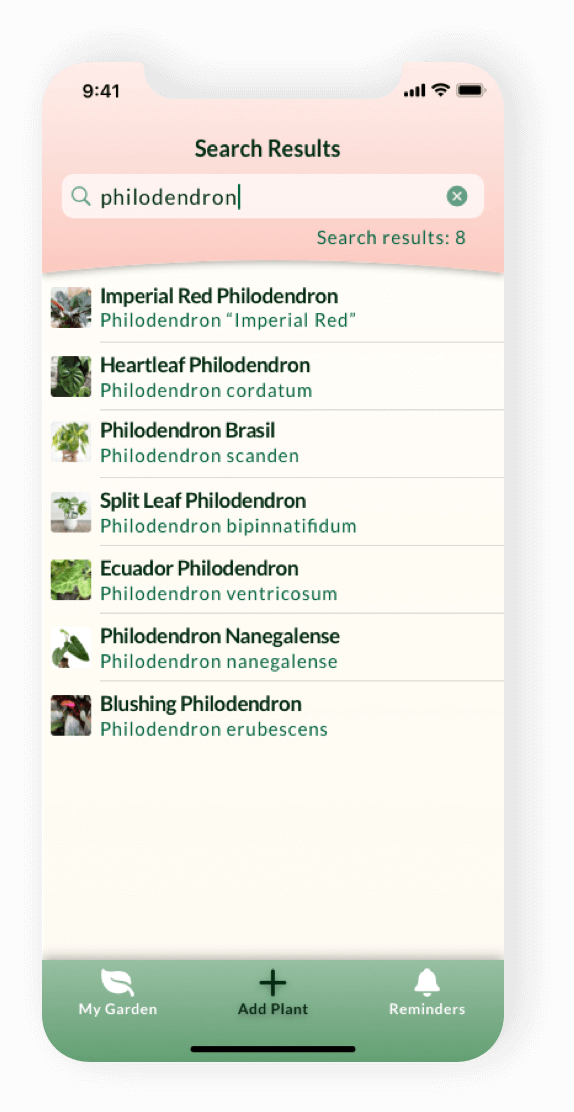 9:41
Search Results
philodendron
Search results: 8
Imperial Red Philodendron
Philodendron “Imperial Red”
Heartleaf Philodendron
Philodendron cordatum
Philodendron Brasil
Philodendron scanden
Split Leaf Philodendron
Philodendron bipinnatifidum
Ecuador Philodendron
Philodendron ventricosum
Philodendron Nanegalense
Philodendron nanegalense
Blushing Philodendron
Philodendron erubescens
My Garden Add Plant Reminders